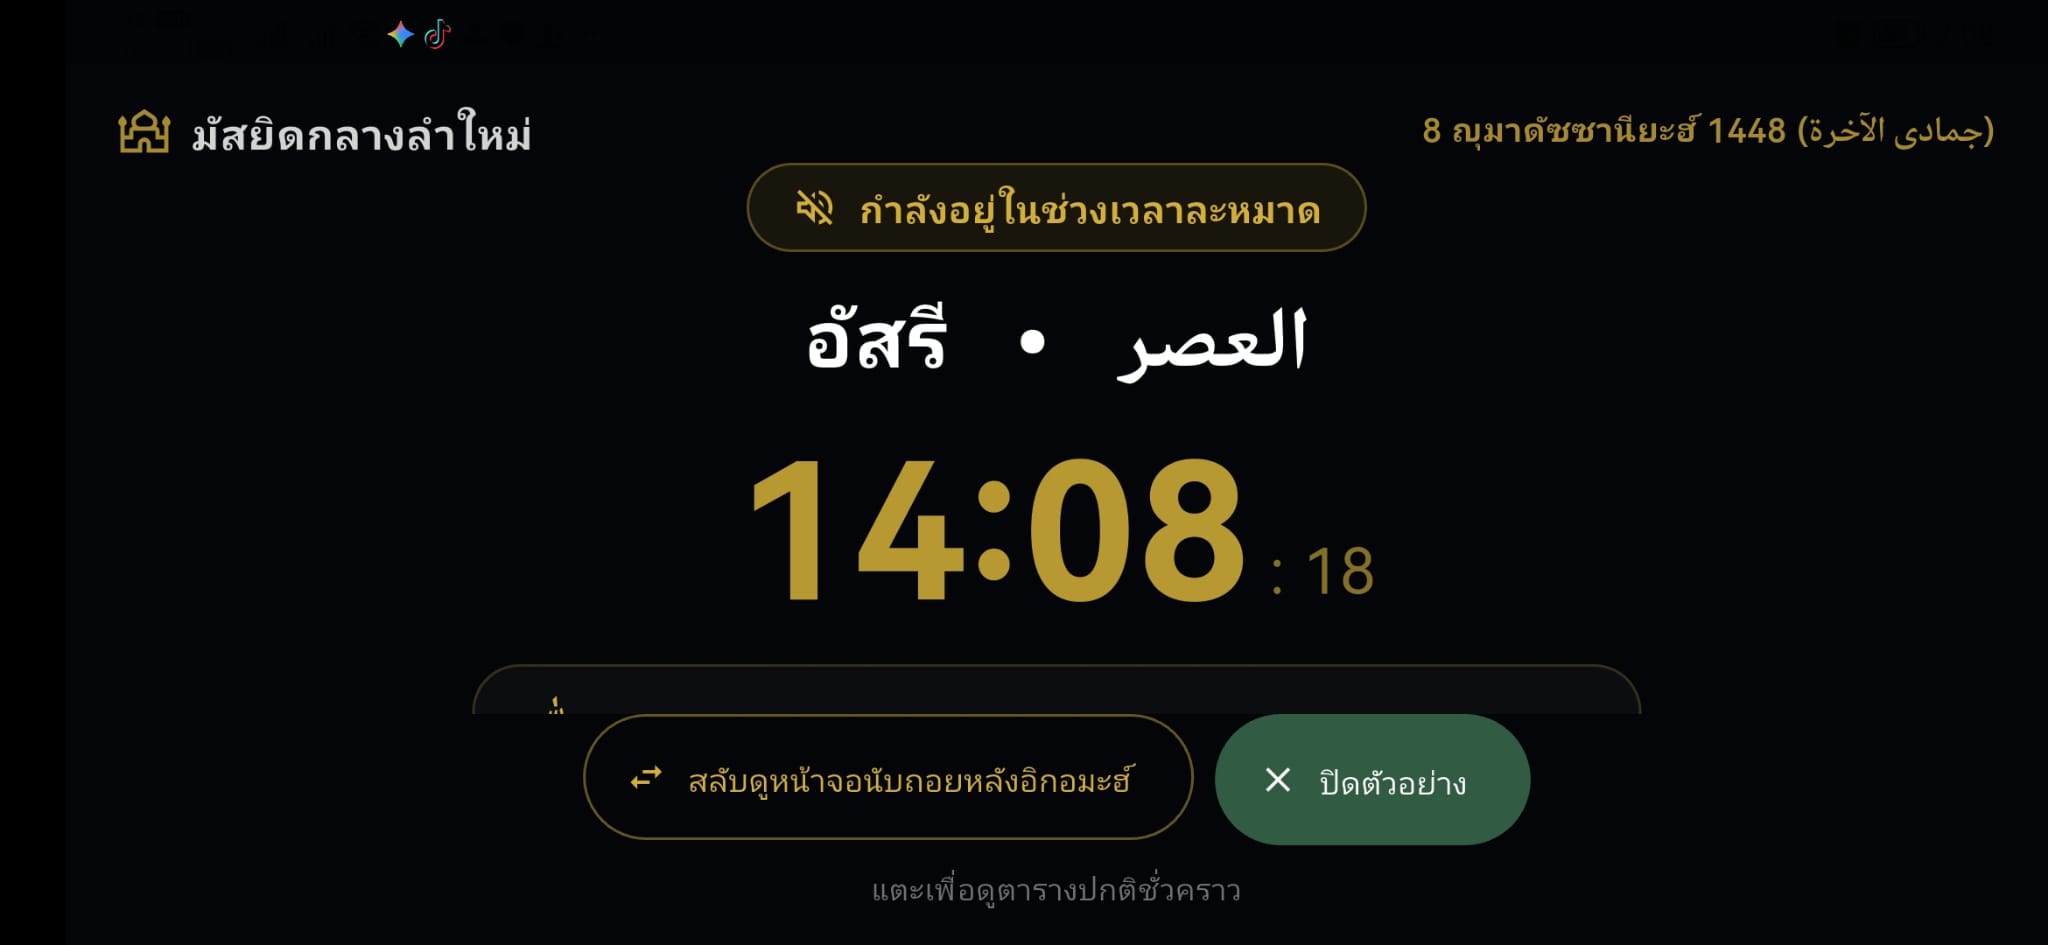 มัสยิดกลางลำใหม่
8 ญุมาดัซซานียะฮ์ 1448 (جمادى الآخرة)
กำลังอยู่ในช่วงเวลาละหมาด
อัสรี • العصر
14:08 : 18
สลับดูหน้าจอนับถอยหลังอิกอมะฮ์
ปิดตัวอย่าง
แตะเพื่อดูตารางปกติชั่วคราว